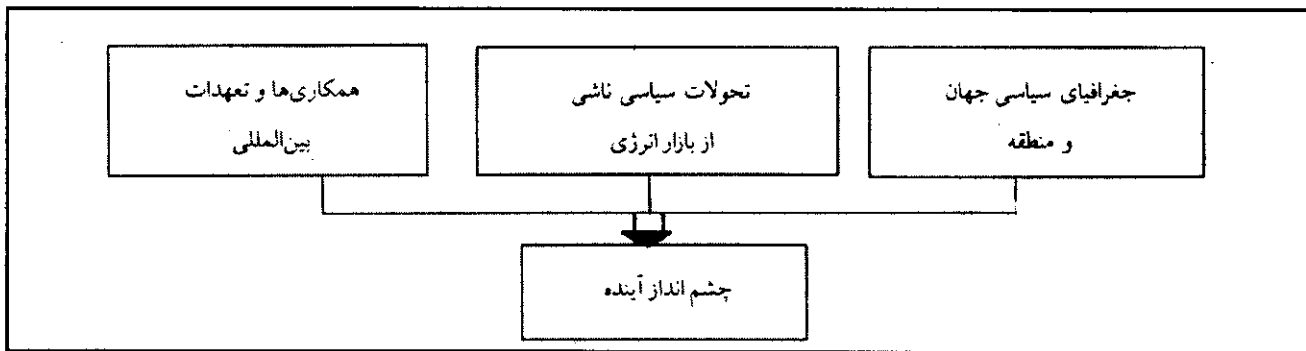 جغرافیای سیاسی جهان
و منطقه
تحولات سیاسی ناشی
از بازار انرژی
همکاری‌ها و تعهدات
بین‌المللی
چشم انداز آینده